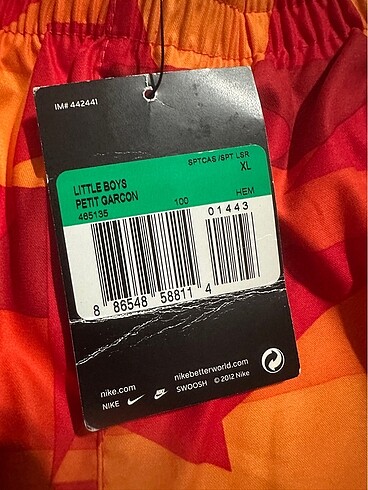 IM# 442441
SPTCAS /SPT LSR
XL
LITTLE BOYS
PETIT GARCON
465135 100 HEM
01443
8 86548 58811 4
nike.com
nikebetterworld.com
NIKE SWOOSH © 2012 Nike